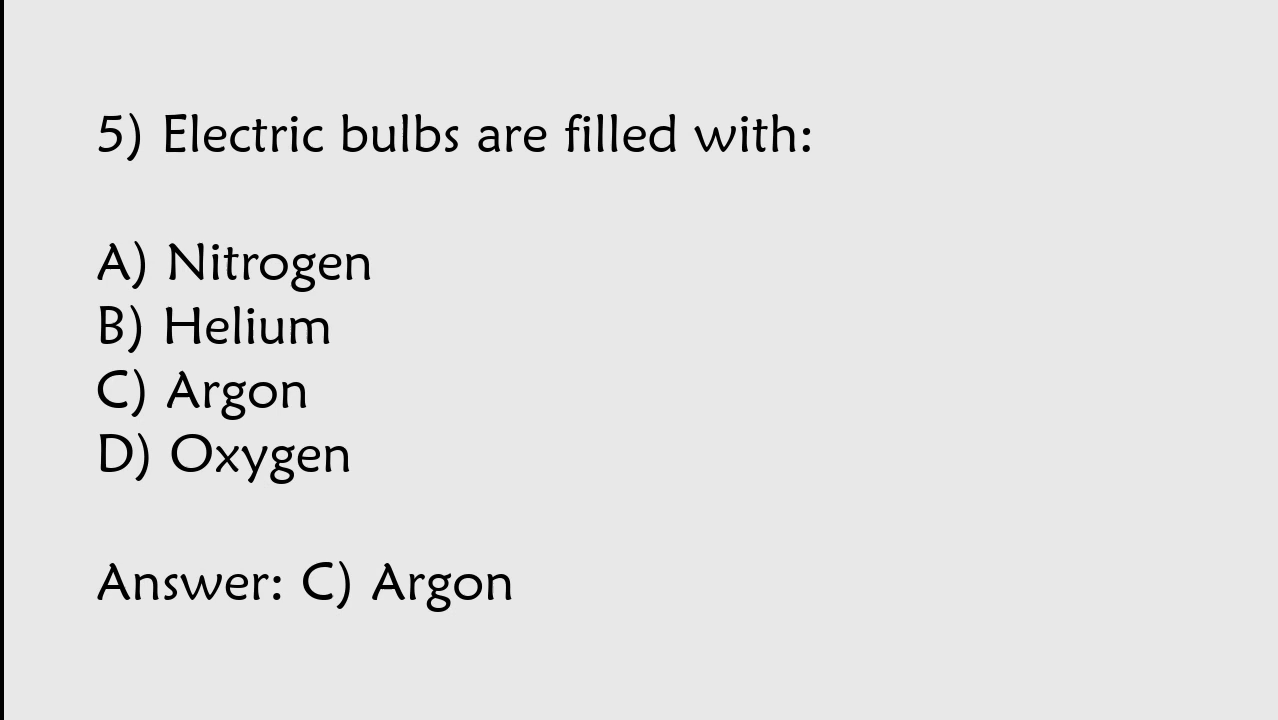 5) Electric bulbs are filled with:
A) Nitrogen
B) Helium
C) Argon
D) Oxygen
Answer: C) Argon